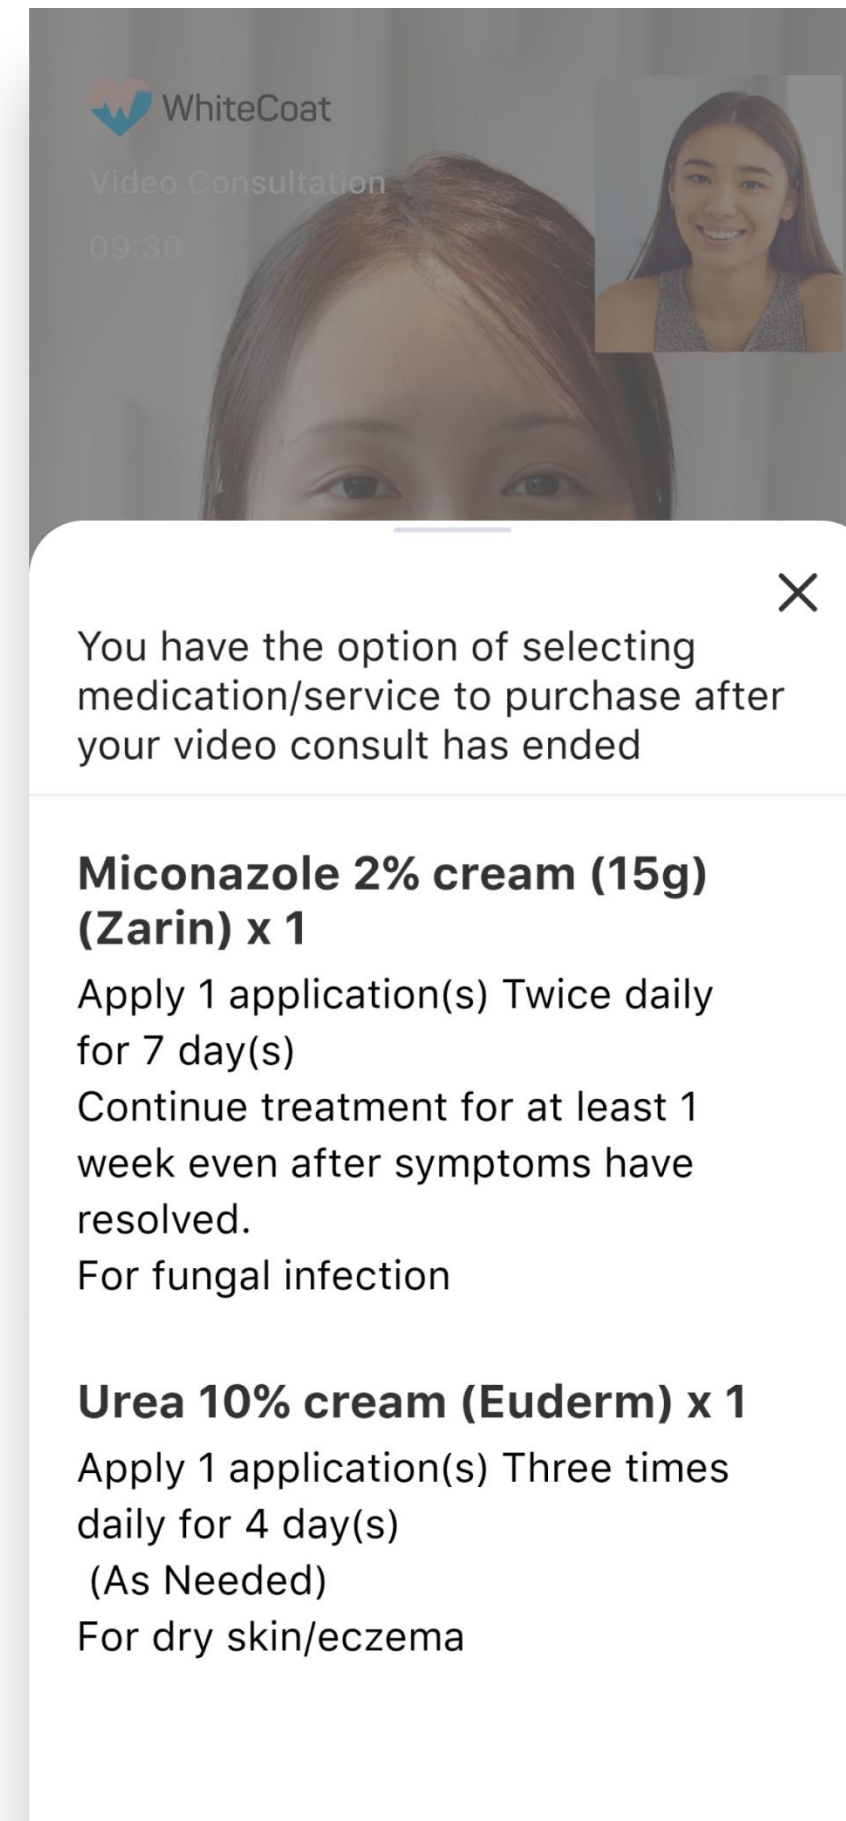 WhiteCoat
Video Consultation
09:30
You have the option of selecting
medication/service to purchase after
your video consult has ended
Miconazole 2% cream (15g)
(Zarin) x 1
Apply 1 application(s) Twice daily
for 7 day(s)
Continue treatment for at least 1
week even after symptoms have
resolved.
For fungal infection
Urea 10% cream (Euderm) x 1
Apply 1 application(s) Three times
daily for 4 day(s)
(As Needed)
For dry skin/eczema